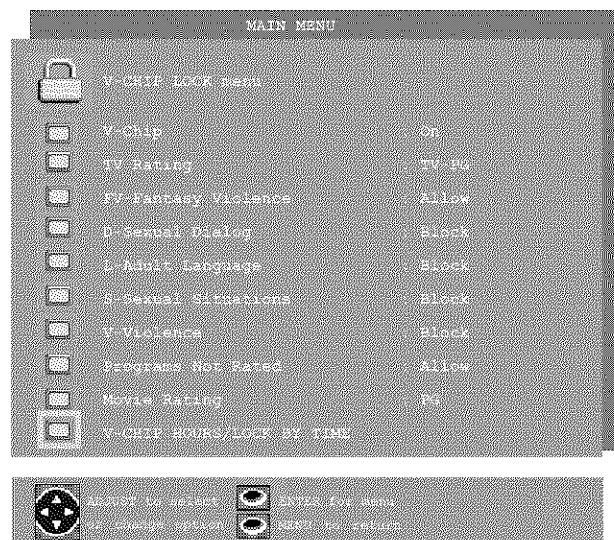 MAIN MENU
V-CHIP LOCK menu
V-Chip On
TV Rating TV-PG
FV-Fantasy Violence Allow
D-Sexual Dialog Block
L-Adult Language Block
S-Sexual Situations Block
V-Violence Block
Programs Not Rated Allow
Movie Rating PG
V-CHIP HOURS/LOCK BY TIME
ADJUST to select ENTER for menu
or change option MENU to return